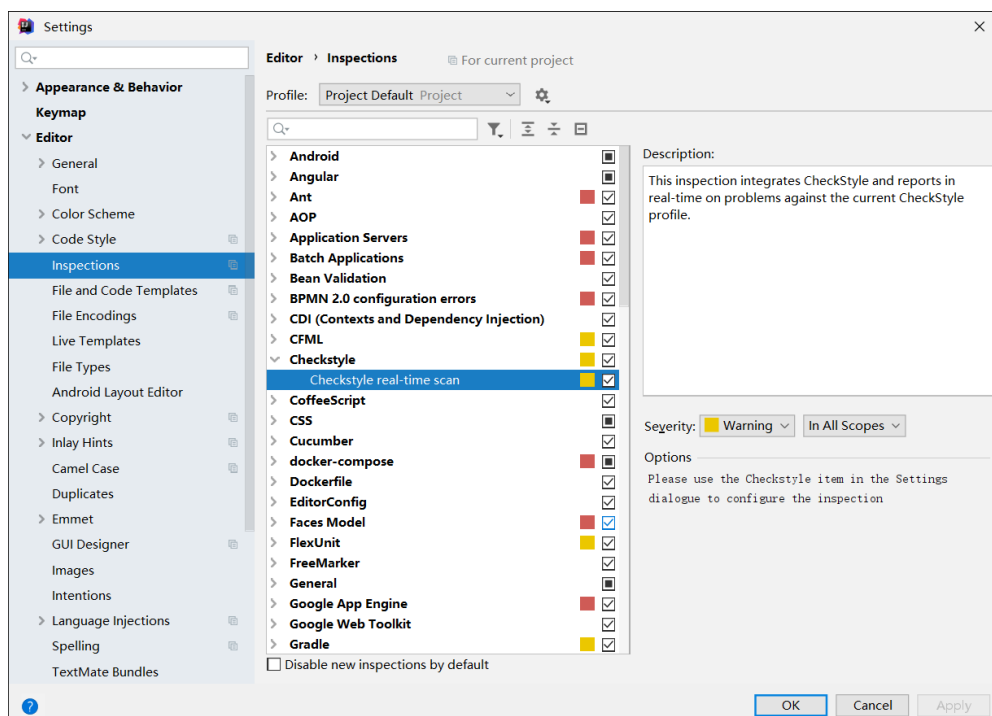 Settings
Editor › Inspections For current project
Profile: Project Default Project
Appearance & Behavior
Keymap
Editor
General
Font
Color Scheme
Code Style
Inspections
File and Code Templates
File Encodings
Live Templates
File Types
Android Layout Editor
Copyright
Inlay Hints
Camel Case
Duplicates
Emmet
GUI Designer
Images
Intentions
Language Injections
Spelling
TextMate Bundles
Android
Angular
Ant
AOP
Application Servers
Batch Applications
Bean Validation
BPMN 2.0 configuration errors
CDI (Contexts and Dependency Injection)
CFML
Checkstyle
Checkstyle real-time scan
CoffeeScript
CSS
Cucumber
docker-compose
Dockerfile
EditorConfig
Faces Model
FlexUnit
FreeMarker
General
Google App Engine
Google Web Toolkit
Gradle
Disable new inspections by default
Description:
This inspection integrates CheckStyle and reports in
real-time on problems against the current CheckStyle
profile.
Severity: Warning In All Scopes
Options
Please use the Checkstyle item in the Settings
dialogue to configure the inspection
?
OK Cancel Apply